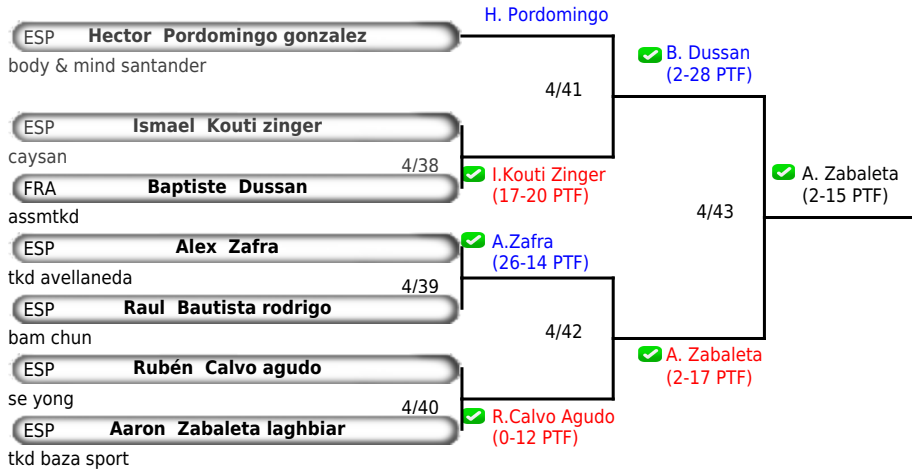 H. Pordomingo
ESP Hector Pordomingo gonzalez
body & mind santander
B. Dussan
(2-28 PTF)
4/41
ESP Ismael Kouti zinger
caysan
4/38
I.Kouti Zinger
(17-20 PTF)
FRA Baptiste Dussan
assmtkd
A. Zabaleta
(2-15 PTF)
4/43
ESP Alex Zafra
A.Zafra
(26-14 PTF)
tkd avellaneda
4/39
ESP Raul Bautista rodrigo
bam chun
4/42
A. Zabaleta
(2-17 PTF)
ESP Rubén Calvo agudo
se yong
4/40
R.Calvo Agudo
(0-12 PTF)
ESP Aaron Zabaleta laghbiar
tkd baza sport